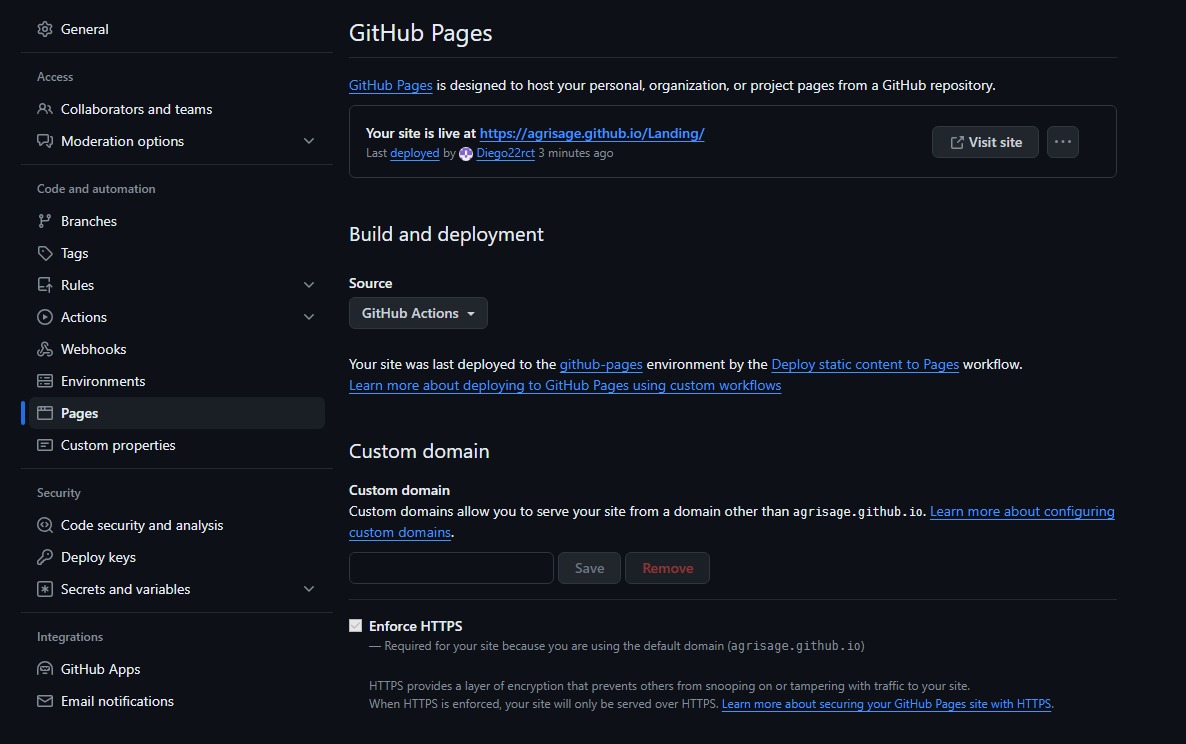 General
Access
Collaborators and teams
Moderation options
Code and automation
Branches
Tags
Rules
Actions
Webhooks
Environments
Pages
Custom properties
Security
Code security and analysis
Deploy keys
Secrets and variables
Integrations
GitHub Apps
Email notifications
GitHub Pages
GitHub Pages is designed to host your personal, organization, or project pages from a GitHub repository.
Your site is live at https://agrisage.github.io/Landing/
Last deployed by Diego22rct 3 minutes ago
Visit site
Build and deployment
Source
GitHub Actions
Your site was last deployed to the github-pages environment by the Deploy static content to Pages workflow.
Learn more about deploying to GitHub Pages using custom workflows
Custom domain
Custom domain
Custom domains allow you to serve your site from a domain other than agrisage.github.io. Learn more about configuring
custom domains.
Save
Remove
Enforce HTTPS
— Required for your site because you are using the default domain (agrisage.github.io)
HTTPS provides a layer of encryption that prevents others from snooping on or tampering with traffic to your site.
When HTTPS is enforced, your site will only be served over HTTPS. Learn more about securing your GitHub Pages site with HTTPS.